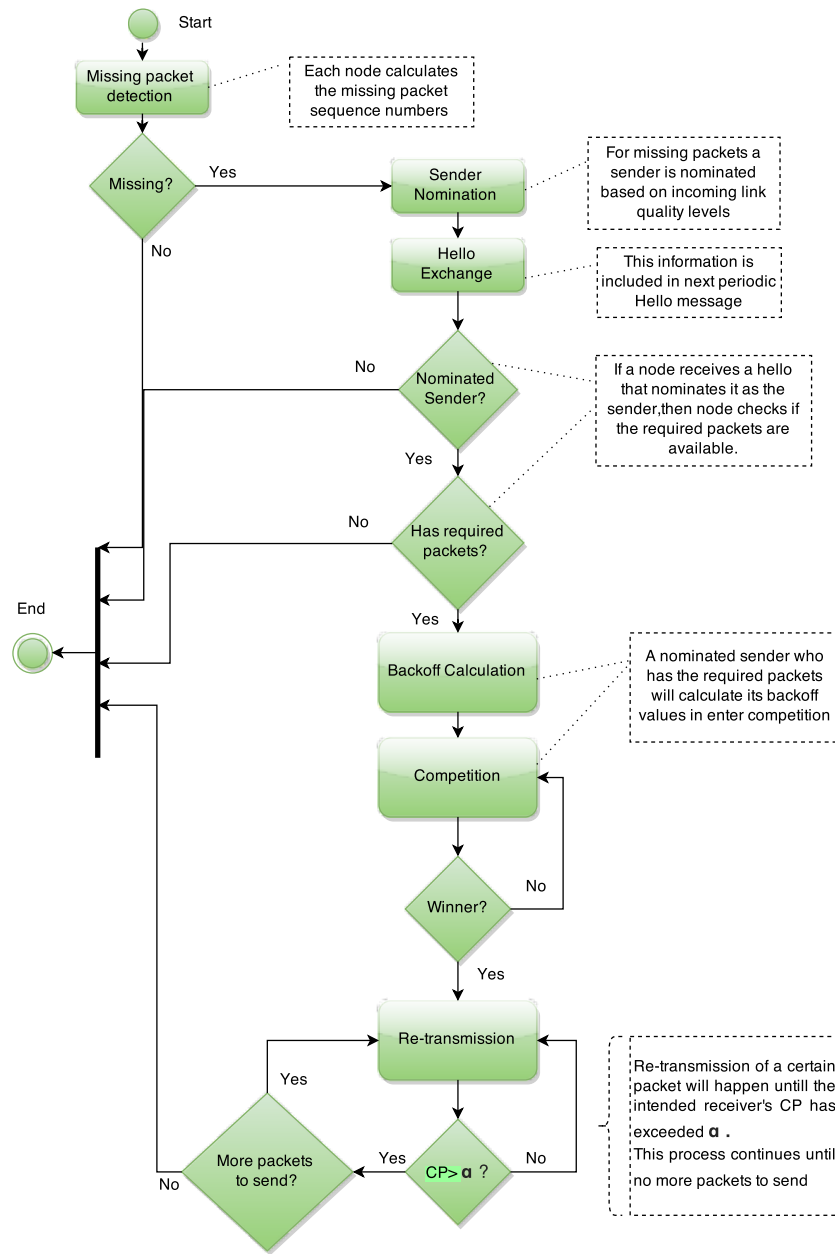 Start
Missing packet
detection
Each node calculates
the missing packet
sequence numbers
Missing?
Yes
No
Sender
Nomination
For missing packets a
sender is nominated
based on incoming link
quality levels
Hello
Exchange
This information is
included in next periodic
Hello message
Nominated
Sender?
No
Yes
If a node receives a hello
that nominates it as the
sender,then node checks if
the required packets are
available.
Has required
packets?
No
Yes
End
Backoff Calculation
A nominated sender who
has the required packets
will calculate its backoff
values in enter competition
Competition
Winner?
No
Yes
Re-transmission
Re-transmission of a certain
packet will happen untill the
intended receiver's CP has
exceeded α .
This process continues until
no more packets to send
CP> α ?
No
Yes
More packets
to send?
Yes
No